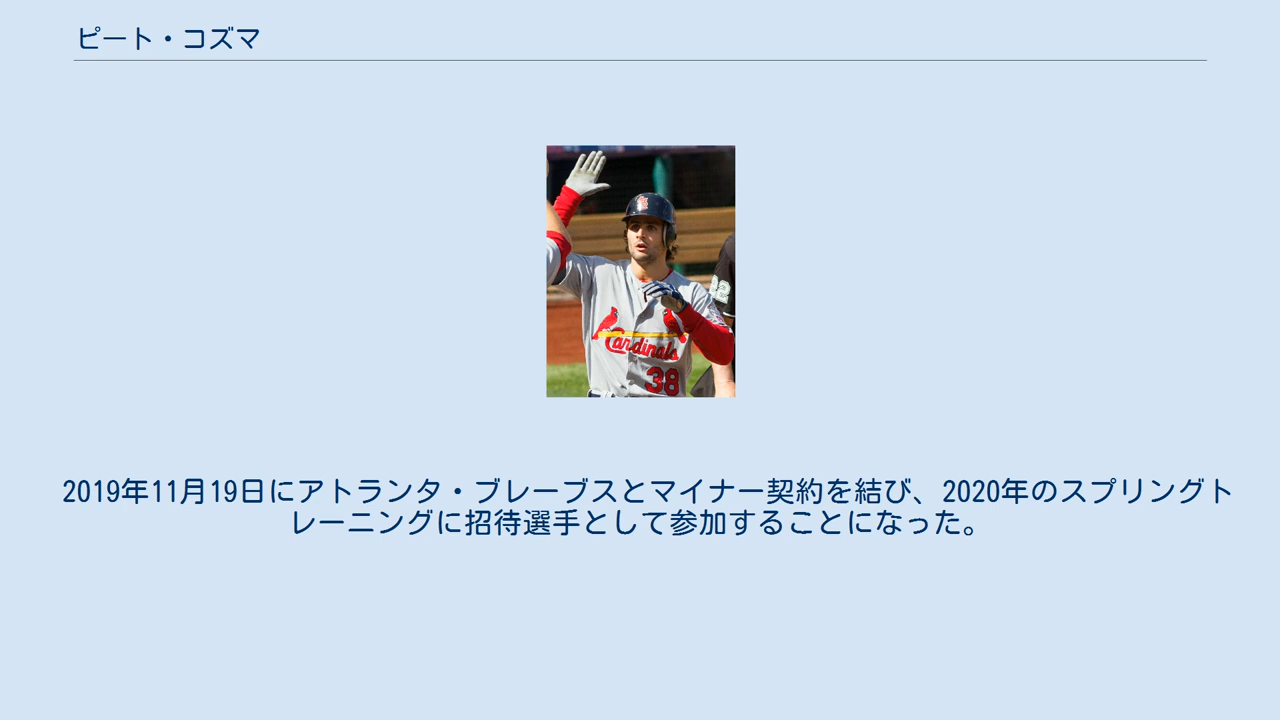 ピート・コズマ
Cardinals
38
2019年11月19日にアトランタ・ブレーブスとマイナー契約を結び、2020年のスプリングト
レーニングに招待選手として参加することになった。